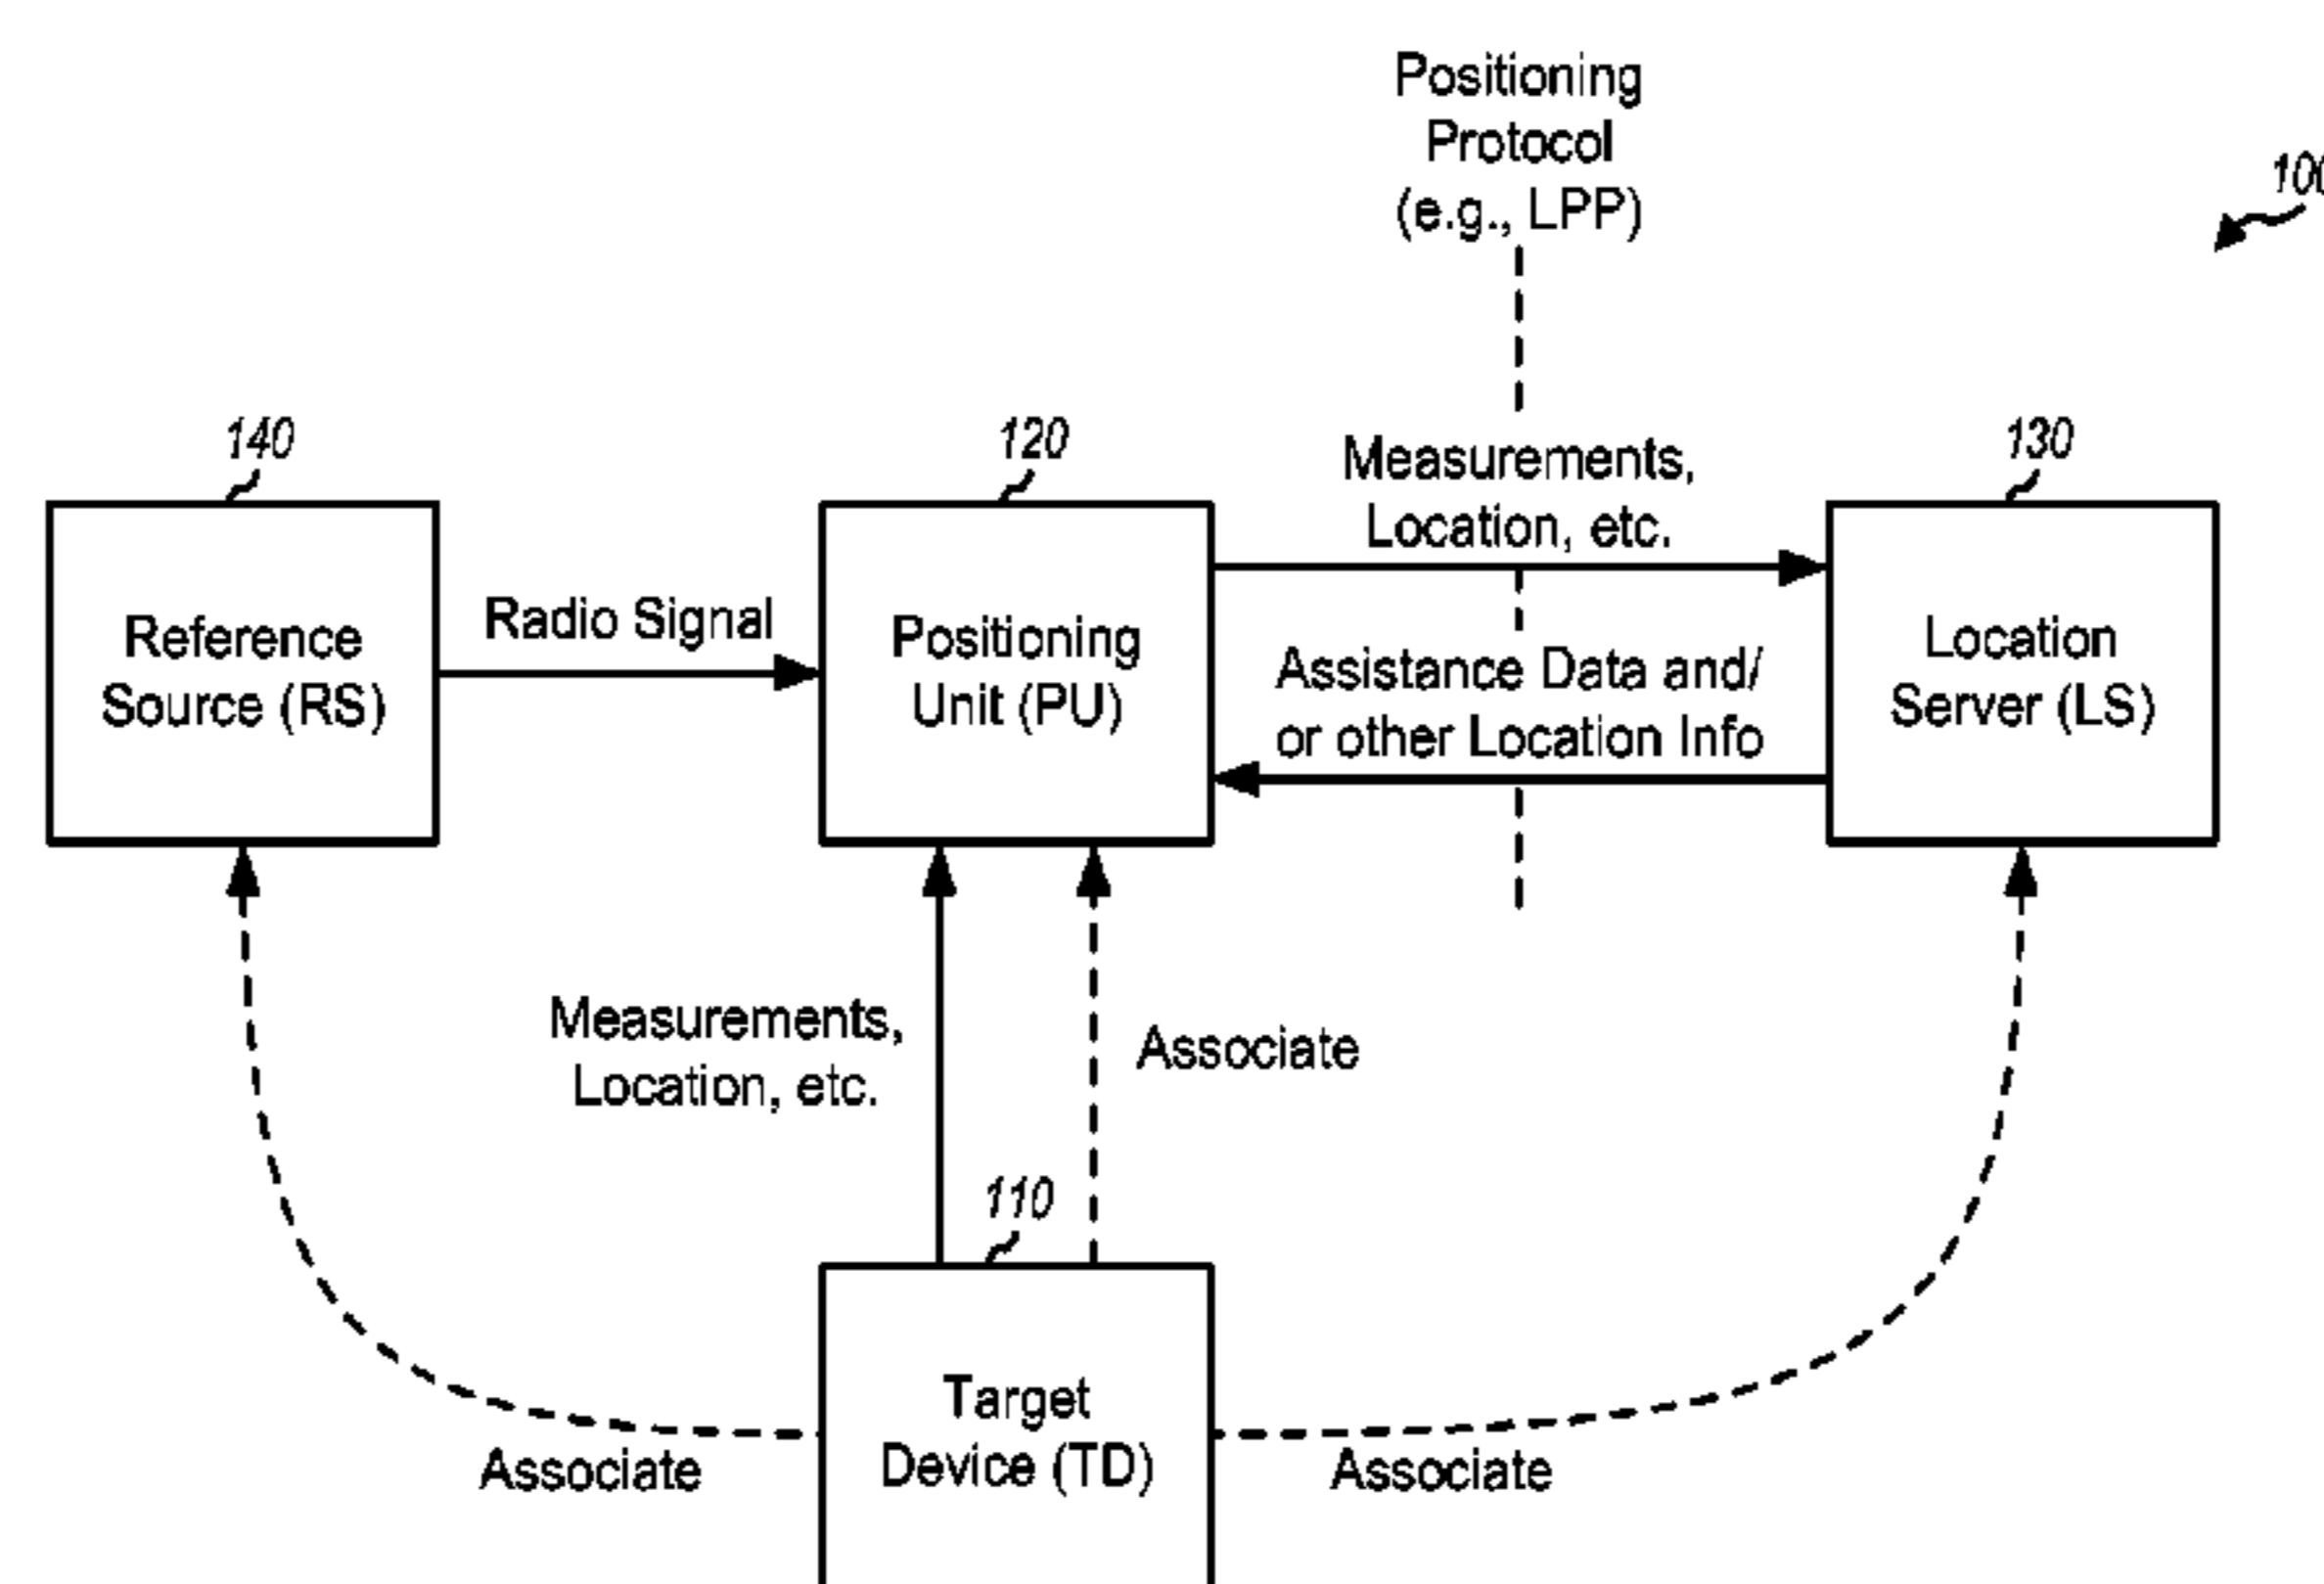 Positioning
Protocol
(e.g., LPP)
140
120
130
Measurements,
Location, etc.
Reference
Source (RS)
Radio Signal
Positioning
Unit (PU)
Assistance Data and/
or other Location Info
Location
Server (LS)
Measurements,
Location, etc.
Associate
110
Target
Device (TD)
Associate
Associate